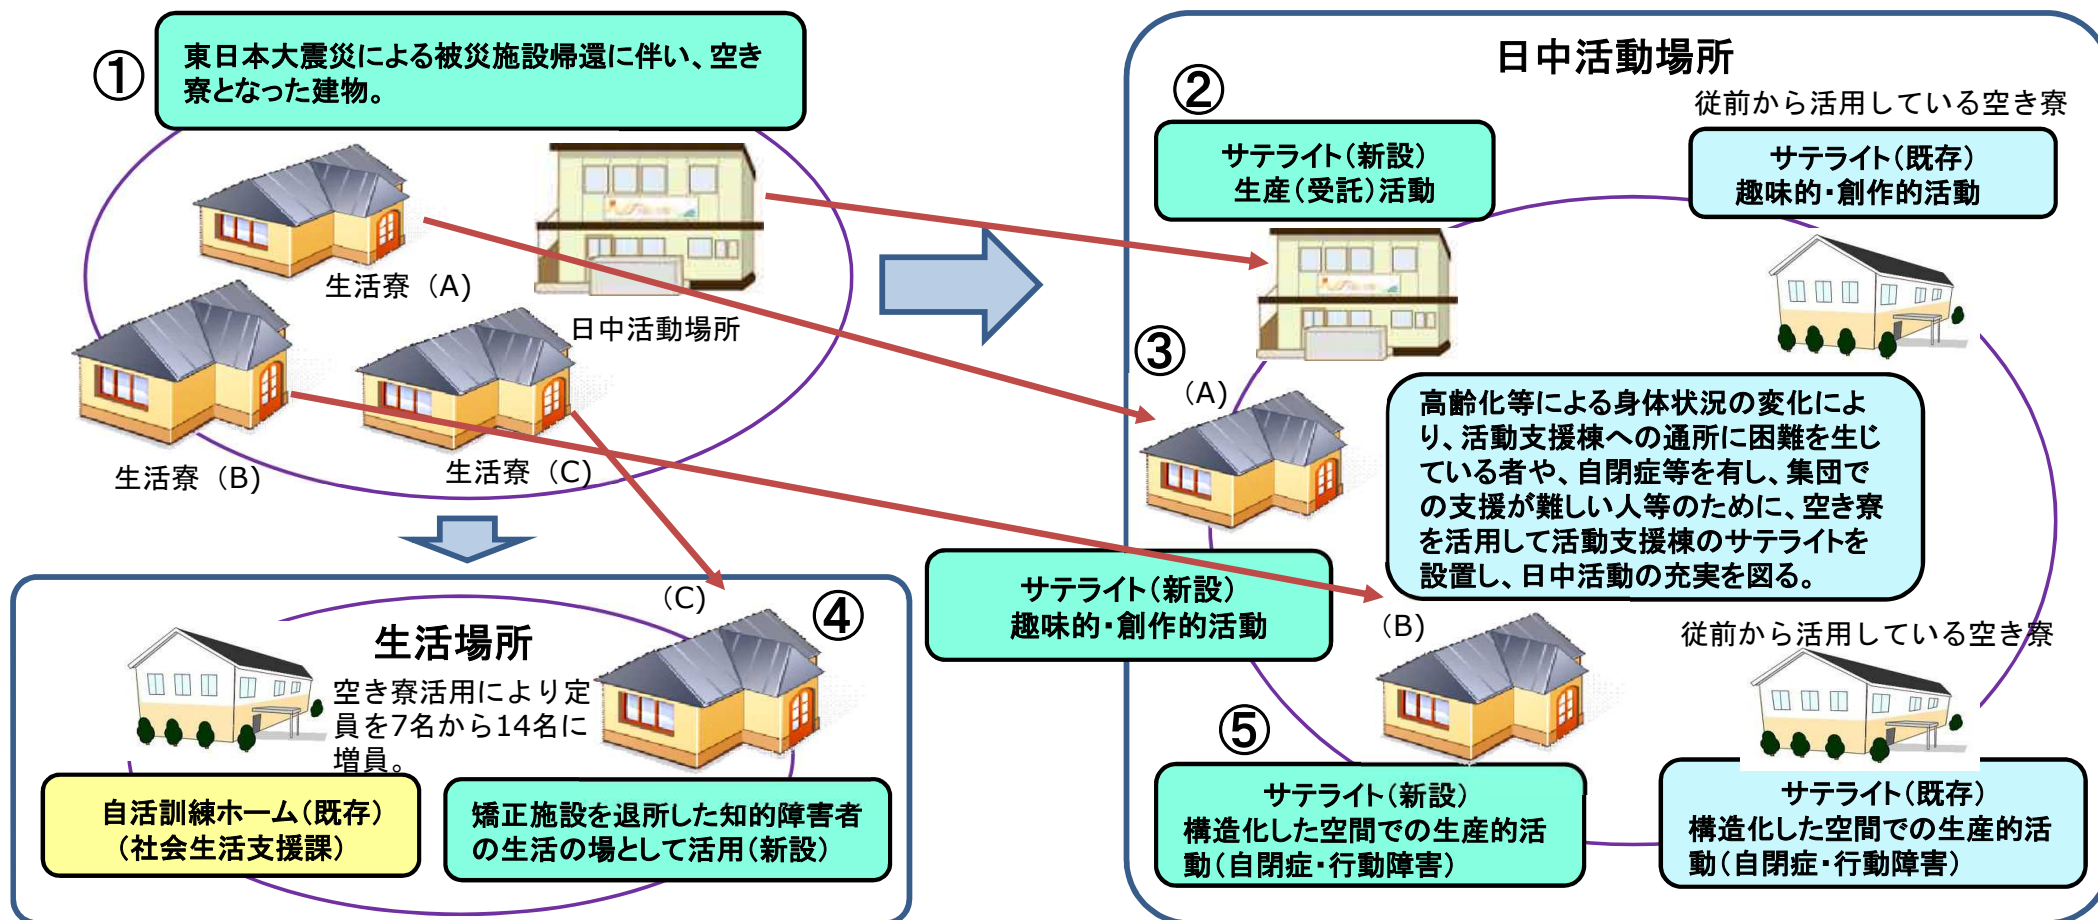 ①
東日本大震災による被災施設帰還に伴い、空き
寮となった建物。
生活寮（A)
日中活動場所
生活寮（B)
生活寮（C)
日中活動場所
②
サテライト（新設）
生産（受託）活動
従前から活用している空き寮
サテライト（既存）
趣味的・創作的活動
③
(A)
高齢化等による身体状況の変化によ
り、活動支援棟への通所に困難を生じ
ている者や、自閉症等を有し、集団で
の支援が難しい人等のために、空き寮
を活用して活動支援棟のサテライトを
設置し、日中活動の充実を図る。
サテライト（新設）
趣味的・創作的活動
(B)
従前から活用している空き寮
⑤
サテライト（新設）
構造化した空間での生産的活
動（自閉症・行動障害）
サテライト（既存）
構造化した空間での生産的活
動（自閉症・行動障害）
(C)
④
生活場所
空き寮活用により定
員を7名から14名に
増員。
自活訓練ホーム（既存）
（社会生活支援課）
矯正施設を退所した知的障害者
の生活の場として活用（新設）